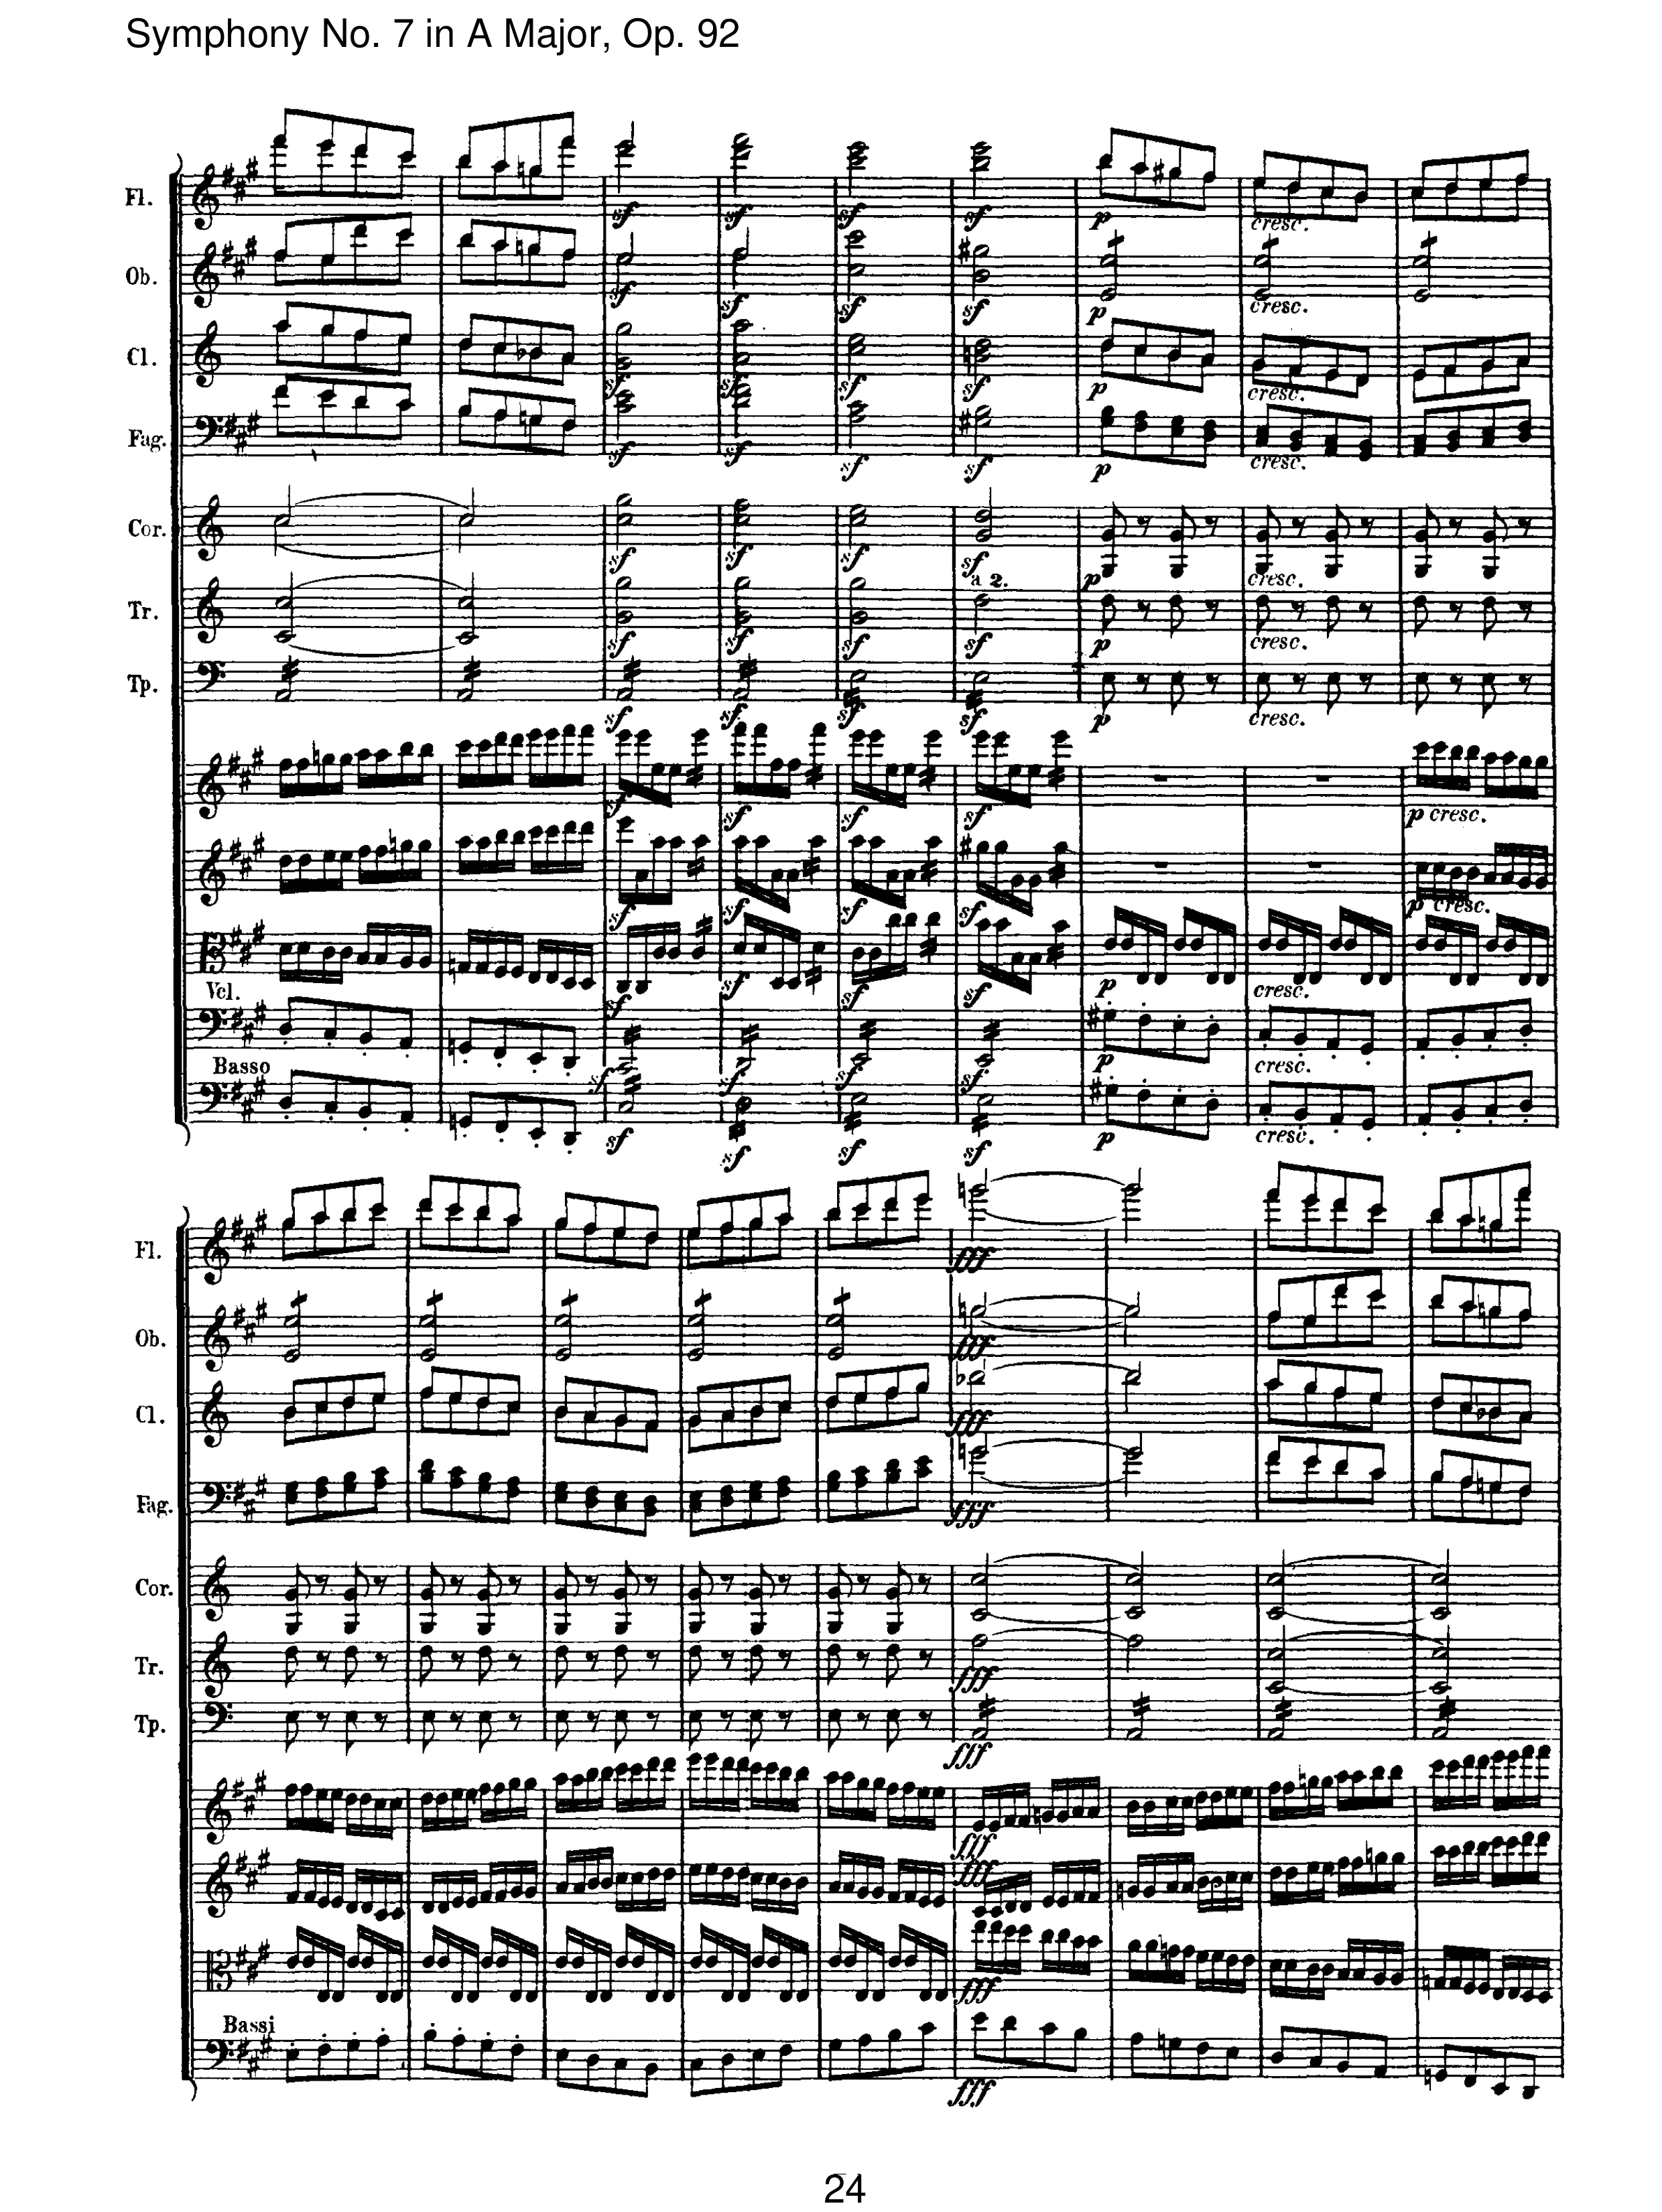 Symphony No. 7 in A Major, Op. 92
Fl.
sf sf sf sf p cresc.
Ob.
sf sf sf sf p cresc.
Cl.
sf sf sf sf p cresc.
Fag.
sf sf sf sf p cresc.
Cor.
sf sf sf sf p cresc.
a 2.
Tr.
sf sf sf sf p cresc.
Tp.
sf sf sf sf p cresc.
sf sf sf sf p cresc.
sf sf sf sf p cresc.
sf sf sf sf p cresc.
Vcl.
sf sf sf sf p cresc.
Basso
sf sf sf sf p cresc.
Fl.
fff
Ob.
fff
Cl.
fff
Fag.
fff
Cor.
Tr.
fff
Tp.
fff
fff
fff
fff
Bassi
fff
24